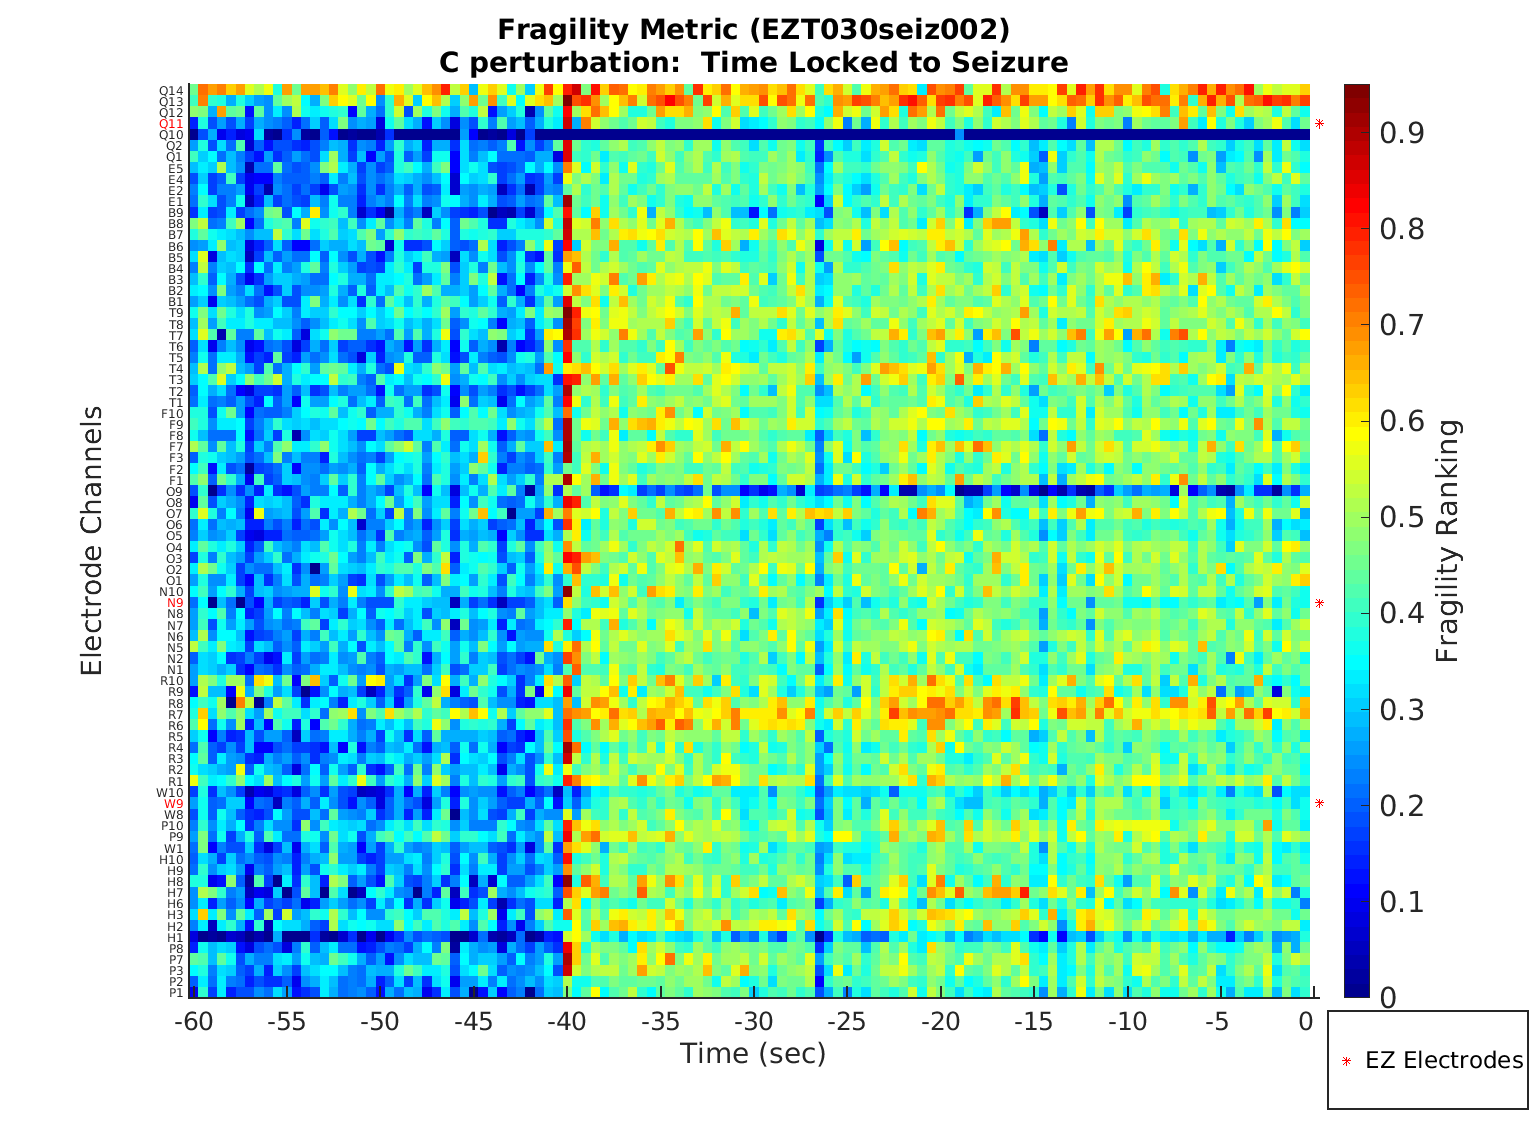 Fragility Metric (EZT030seiz002)
C perturbation:  Time Locked to Seizure
Electrode Channels
Q14
Q13
Q12
Q11
Q10
Q2
Q1
E5
E4
E2
E1
B9
B8
B7
B6
B5
B4
B3
B2
B1
T9
T8
T7
T6
T5
T4
T3
T2
T1
F10
F9
F8
F7
F3
F2
F1
O9
O8
O7
O6
O5
O4
O3
O2
O1
N10
N9
N8
N7
N6
N5
N2
N1
R10
R9
R8
R7
R6
R5
R4
R3
R2
R1
W10
W9
W8
P10
P9
W1
H10
H9
H8
H7
H6
H3
H2
H1
P8
P7
P3
P2
P1
-60 -55 -50 -45 -40 -35 -30 -25 -20 -15 -10 -5 0
Time (sec)
0.9
0.8
0.7
0.6
0.5
0.4
0.3
0.2
0.1
0
Fragility Ranking
EZ Electrodes